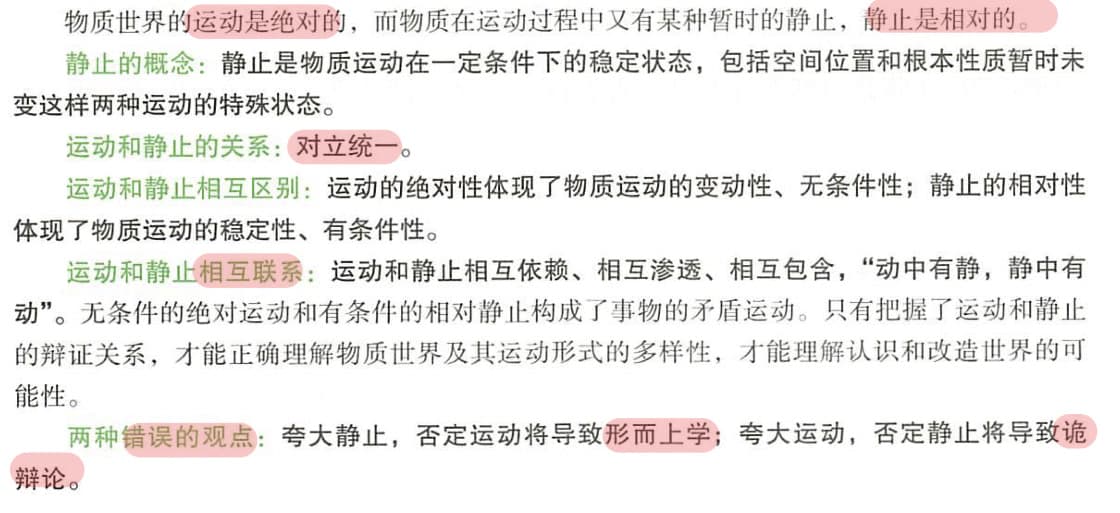 物质世界的运动是绝对的，而物质在运动过程中又有某种暂时的静止，静止是相对的。
静止的概念：静止是物质运动在一定条件下的稳定状态，包括空间位置和根本性质暂时未
变这样两种运动的特殊状态。
运动和静止的关系：对立统一。
运动和静止相互区别：运动的绝对性体现了物质运动的变动性、无条件性；静止的相对性
体现了物质运动的稳定性、有条件性。
运动和静止相互联系：运动和静止相互依赖、相互渗透、相互包含，“动中有静，静中有
动”。无条件的绝对运动和有条件的相对静止构成了事物的矛盾运动。只有把握了运动和静止
的辩证关系，才能正确理解物质世界及其运动形式的多样性，才能理解认识和改造世界的可
能性。
两种错误的观点：夸大静止，否定运动将导致形而上学；夸大运动，否定静止将导致诡
辩论。